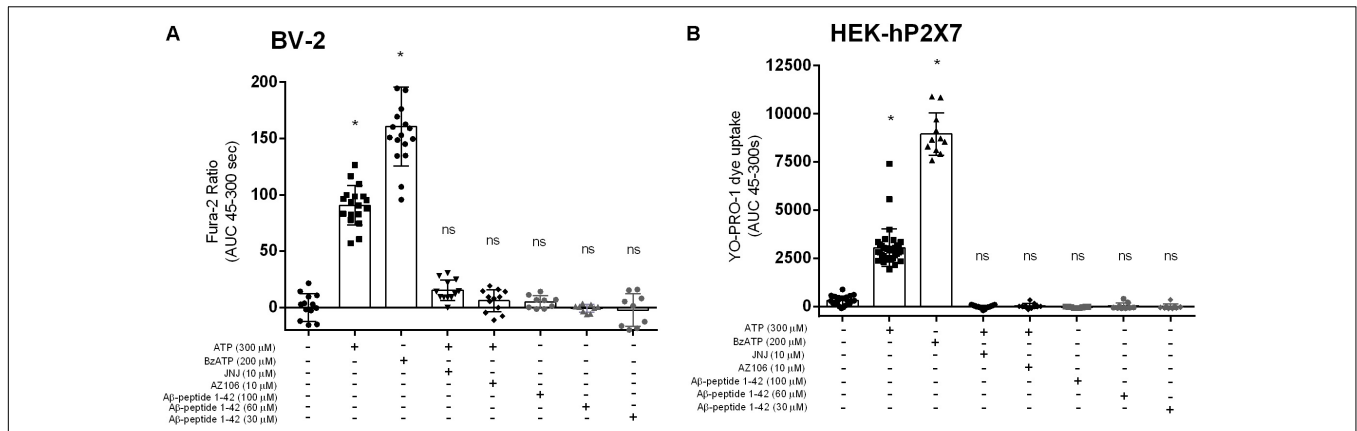 A
BV-2
*
*
ns
ns
ns
ns
ns
200
150
100
50
0
Fura-2 Ratio
(AUC 45-300 sec)
ATP (300 µM) - + - + + - - -
BzATP (200 µM) - - + - - - - -
JNJ (10 µM) - - - + - - - -
AZ106 (10 µM) - - - - + - - -
Aβ-peptide 1-42 (100 µM) - - - - - + - -
Aβ-peptide 1-42 (60 µM) - - - - - - + -
Aβ-peptide 1-42 (30 µM) - - - - - - - +
B
HEK-hP2X7
*
*
ns
ns
ns
ns
ns
12500
10000
7500
5000
2500
0
YO-PRO-1 dye uptake
(AUC 45-300s)
ATP (300 µM) - + - + + - - -
BzATP (200 µM) - - + - - - - -
JNJ (10 µM) - - - + - - - -
AZ106 (10 µM) - - - - + - - -
Aβ-peptide 1-42 (100 µM) - - - - - + - -
Aβ-peptide 1-42 (60 µM) - - - - - - + -
Aβ-peptide 1-42 (30 µM) - - - - - - - +